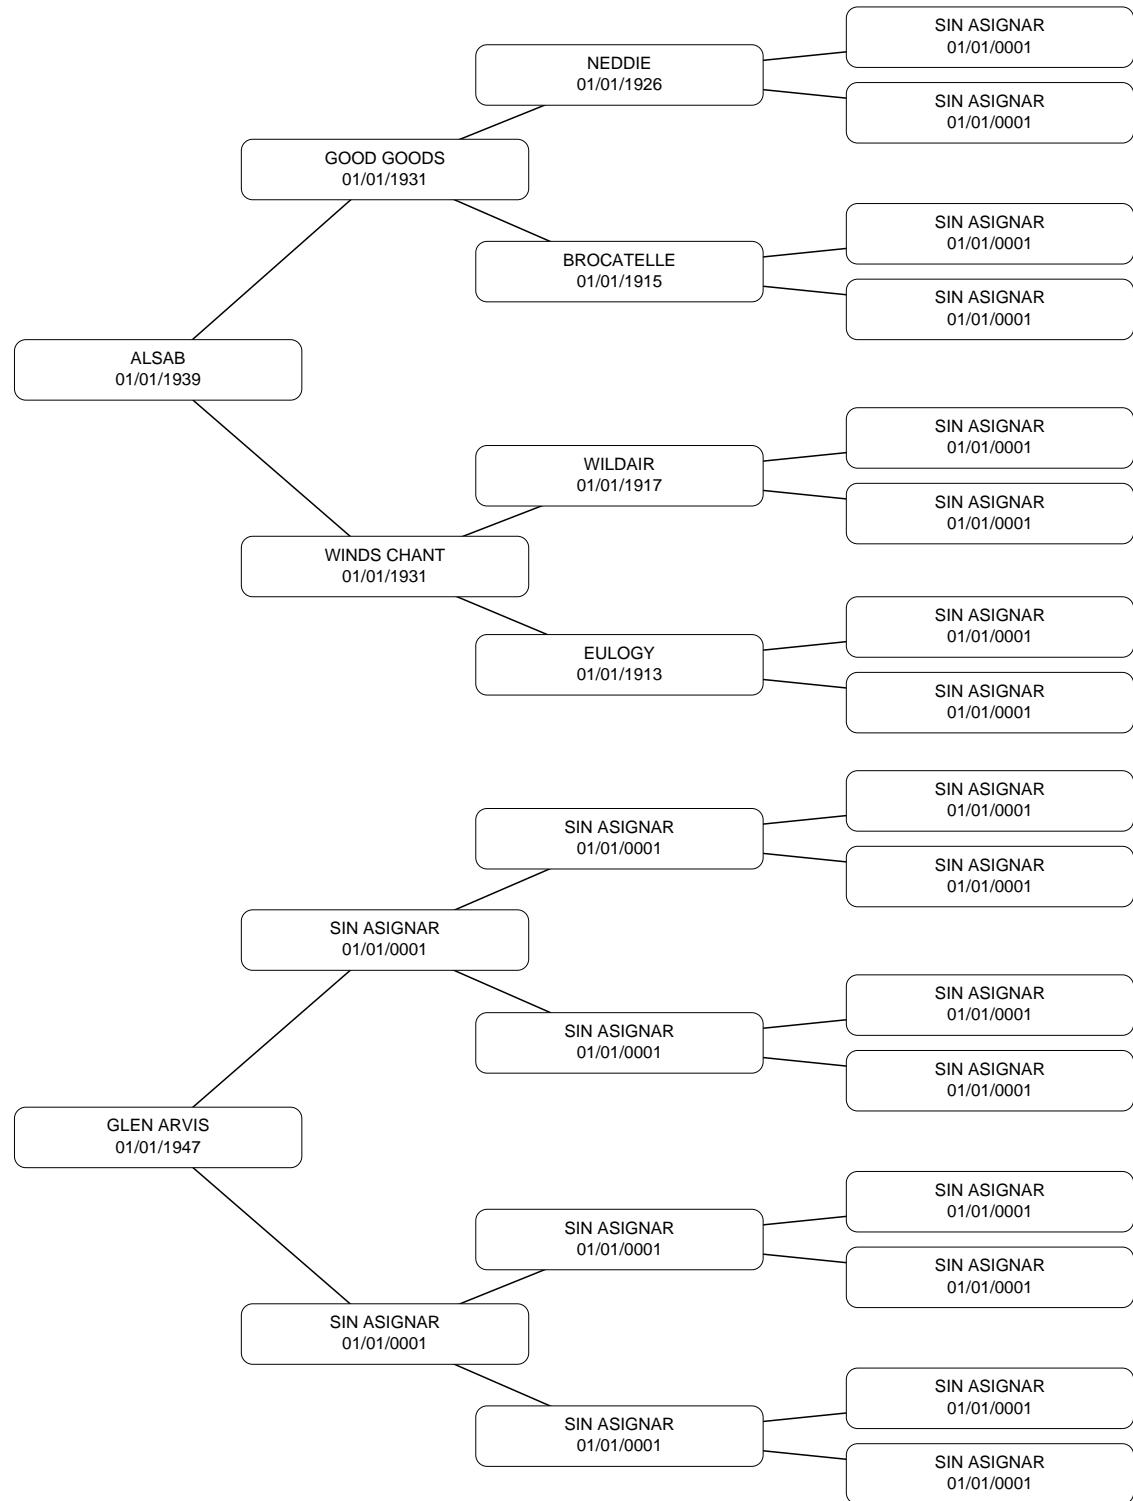 SIN ASIGNAR
01/01/0001
NEDDIE
01/01/1926
SIN ASIGNAR
01/01/0001
GOOD GOODS
01/01/1931
SIN ASIGNAR
01/01/0001
BROCATELLE
01/01/1915
SIN ASIGNAR
01/01/0001
ALSAB
01/01/1939
SIN ASIGNAR
01/01/0001
WILDAIR
01/01/1917
SIN ASIGNAR
01/01/0001
WINDS CHANT
01/01/1931
SIN ASIGNAR
01/01/0001
EULOGY
01/01/1913
SIN ASIGNAR
01/01/0001
SIN ASIGNAR
01/01/0001
SIN ASIGNAR
01/01/0001
SIN ASIGNAR
01/01/0001
SIN ASIGNAR
01/01/0001
SIN ASIGNAR
01/01/0001
SIN ASIGNAR
01/01/0001
SIN ASIGNAR
01/01/0001
GLEN ARVIS
01/01/1947
SIN ASIGNAR
01/01/0001
SIN ASIGNAR
01/01/0001
SIN ASIGNAR
01/01/0001
SIN ASIGNAR
01/01/0001
SIN ASIGNAR
01/01/0001
SIN ASIGNAR
01/01/0001
SIN ASIGNAR
01/01/0001